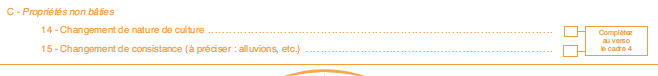 C - Propriétés non bâties
14 - Changement de nature de culture
15 - Changement de consistance (à préciser : alluvions, etc.)
Complétez
au verso
le cadre 4